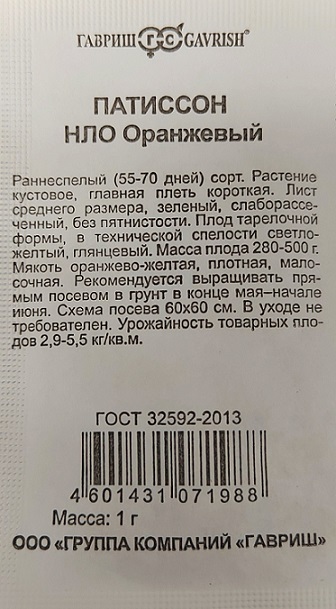 ГАВРИШ GAVRISH®
ПАТИССОН
НЛО Оранжевый
Раннеспелый (55-70 дней) сорт. Растение
кустовое, главная плеть короткая. Лист
среднего размера, зеленый, слаборассе-
ченный, без пятнистости. Плод тарелочной
формы, в технической спелости светло-
желтый, глянцевый. Масса плода 280-500 г.
Мякоть оранжево-желтая, плотная, мало-
сочная. Рекомендуется выращивать пря-
мым посевом в грунт в конце мая–начале
июня. Схема посева 60х60 см. В уходе не
требователен. Урожайность товарных пло-
дов 2,9-5,5 кг/кв.м.
ГОСТ 32592-2013
4 601431 071988
Масса: 1 г
ООО «ГРУППА КОМПАНИЙ «ГАВРИШ»